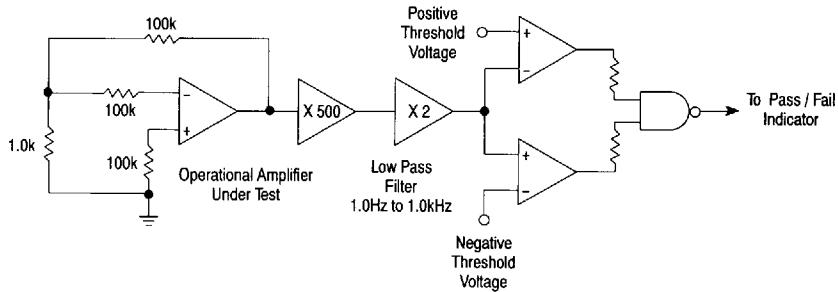 100k
100k
1.0k
100k
-
+
Operational Amplifier
Under Test
X 500
X 2
Low Pass
Filter
1.0Hz to 1.0kHz
Positive
Threshold
Voltage
+
-
+
-
Negative
Threshold
Voltage
To Pass / Fail
Indicator